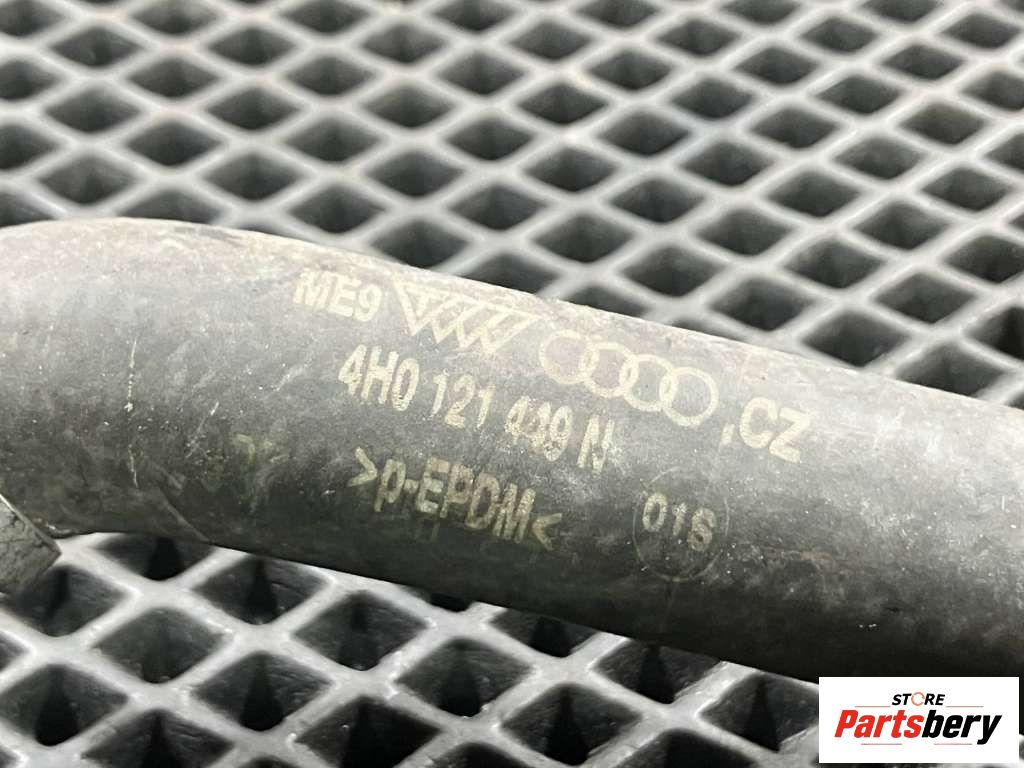 ME9 .CZ
4H0 121 449 N
>p-EPDM<
01S
STORE
Partsbery